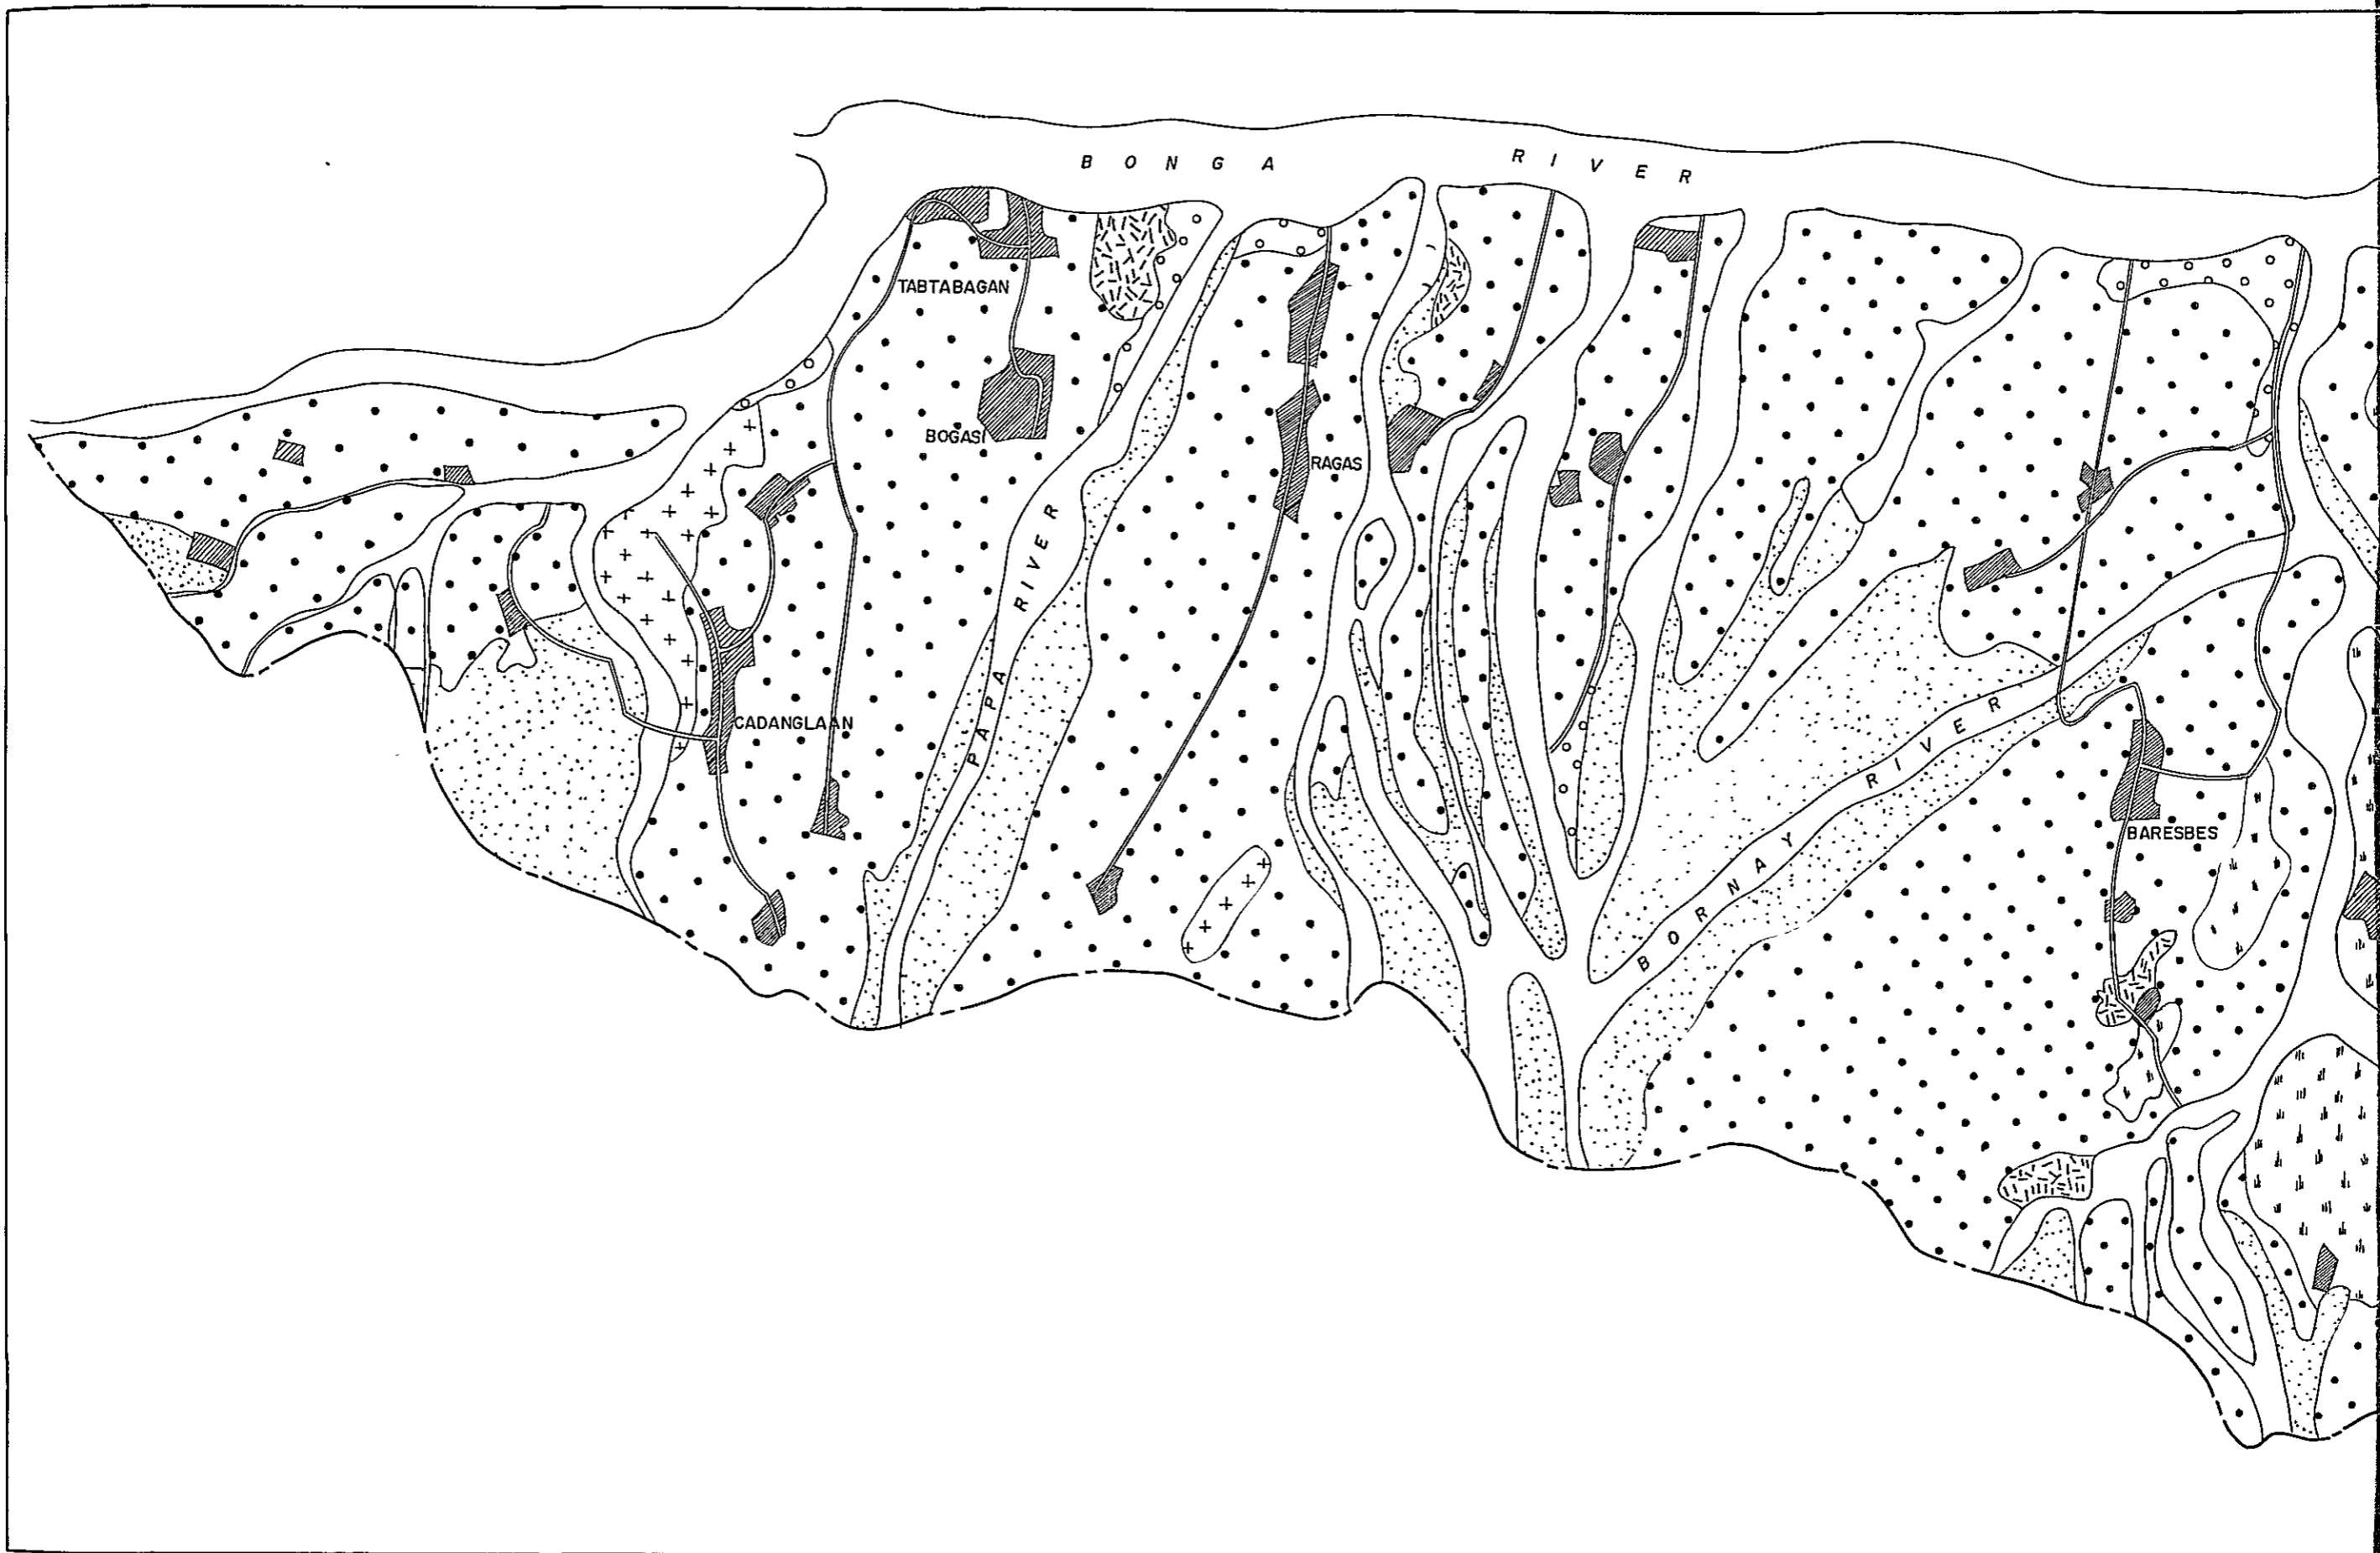 BONGA RIVER
TABTABAGAN
BOGASI
RAGAS
PAPA RIVER
CADANGLAAN
BORNAY RIVER
BARESBES